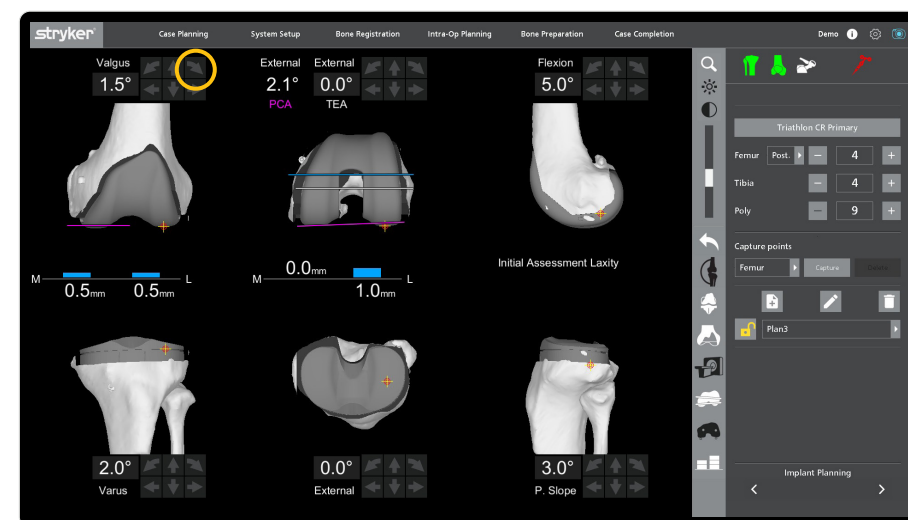 stryker
Case Planning
System Setup
Bone Registration
Intra-Op Planning
Bone Preparation
Case Completion
Demo
Valgus
1.5°
External
2.1°
PCA
External
0.0°
TEA
Flexion
5.0°
M
0.5mm
0.5mm
L
M
0.0mm
1.0mm
L
Initial Assessment Laxity
2.0°
Varus
0.0°
External
3.0°
P. Slope
Triathlon CR Primary
Femur Post. − 4 +
Tibia − 4 +
Poly − 9 +
Capture points
Femur Capture
Plan3
Implant Planning